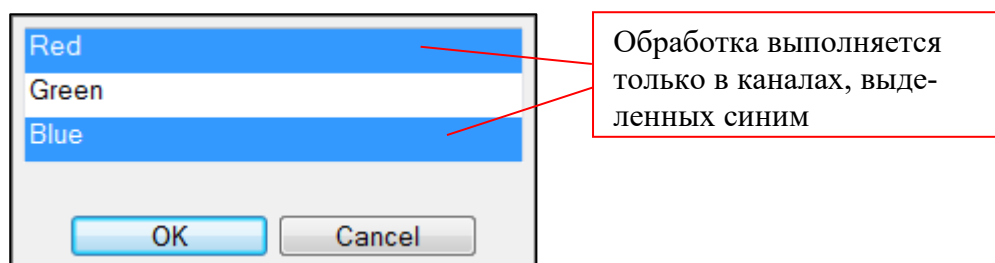 Red
Green
Blue
OK
Cancel
Обработка выполняется
только в каналах, выде-
ленных синим